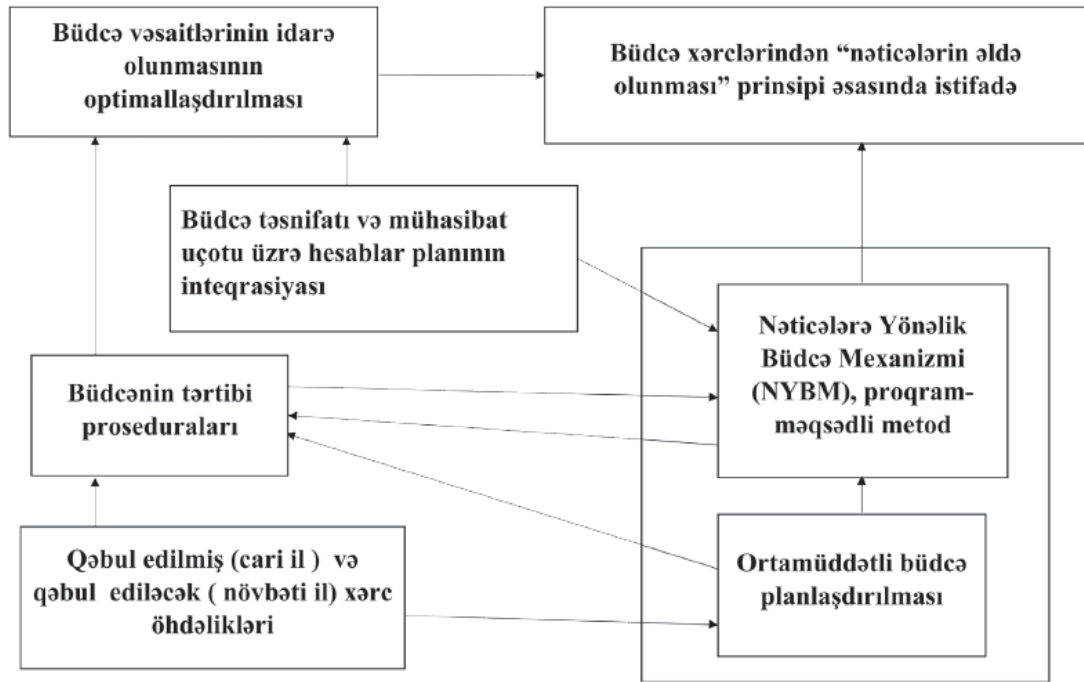 Büdcə vəsaitlərinin idarə
olunmasının
optimallaşdırılması
Büdcə xərclərindən “nəticələrin əldə
olunması” prinsipi əsasında istifadə
Büdcə təsnifatı və mühasibat
uçotu üzrə hesablar planının
inteqrasiyası
Nəticələrə Yönəlik
Büdcə Mexanizmi
(NYBM), proqram-
məqsədli metod
Büdcənin tərtibi
proseduraları
Qəbul edilmiş (cari il ) və
qəbul ediləcək ( növbəti il) xərc
öhdəlikləri
Ortamüddətli büdcə
planlaşdırılması